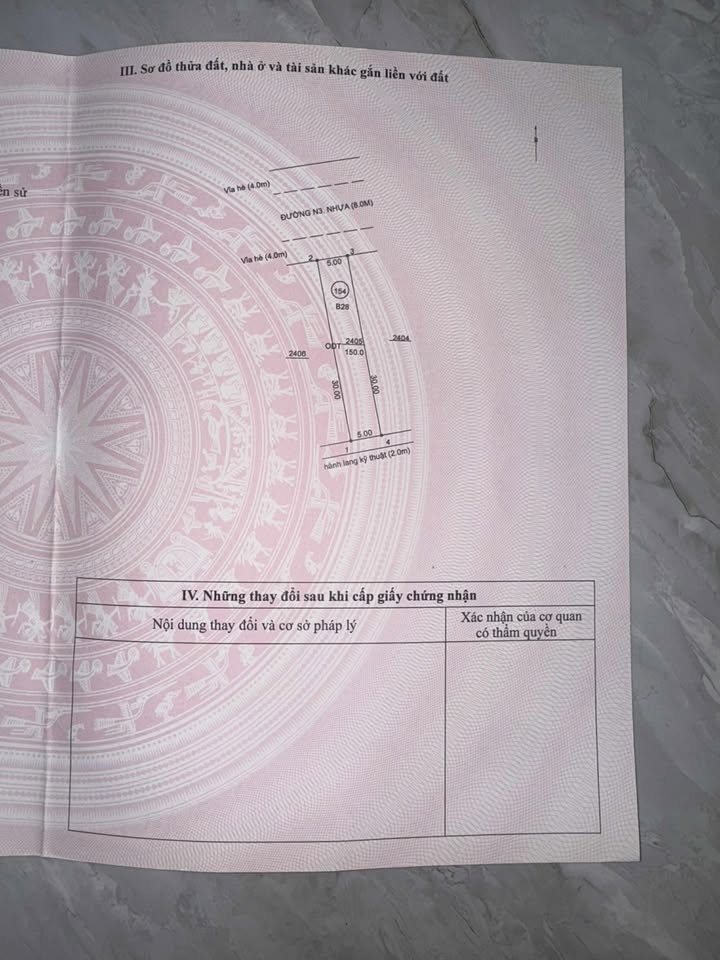 III. Sơ đồ thửa đất, nhà ở và tài sản khác gắn liền với đất
ền sử
Vỉa hè (4.0m)
ĐƯỜNG N3. NHỰA (8.0M)
Vỉa hè (4.0m)
2
3
5.00
154
B28
2406
ODT
2405
150.0
2404
30.00
30.00
5.00
1
4
hành lang kỹ thuật (2.0m)
IV. Những thay đổi sau khi cấp giấy chứng nhận
Nội dung thay đổi và cơ sở pháp lý
Xác nhận của cơ quan
có thẩm quyền